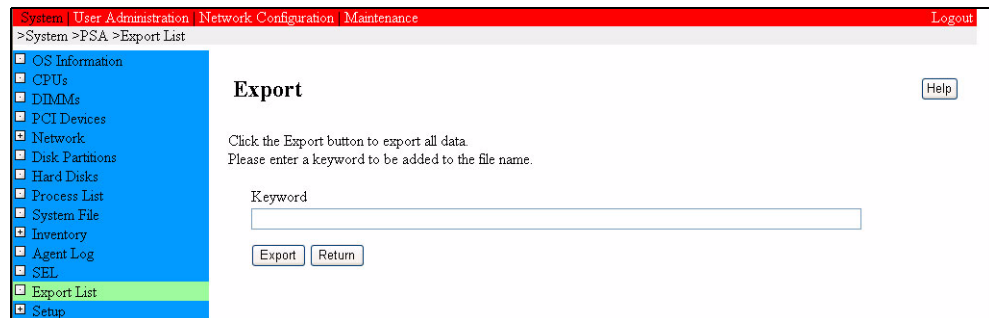 System | User Administration | Network Configuration | Maintenance Logout
>System >PSA >Export List
OS Information
CPUs
DIMMs
PCI Devices
Network
Disk Partitions
Hard Disks
Process List
System File
Inventory
Agent Log
SEL
Export List
Setup
Export
Help
Click the Export button to export all data.
Please enter a keyword to be added to the file name.
Keyword
Export Return